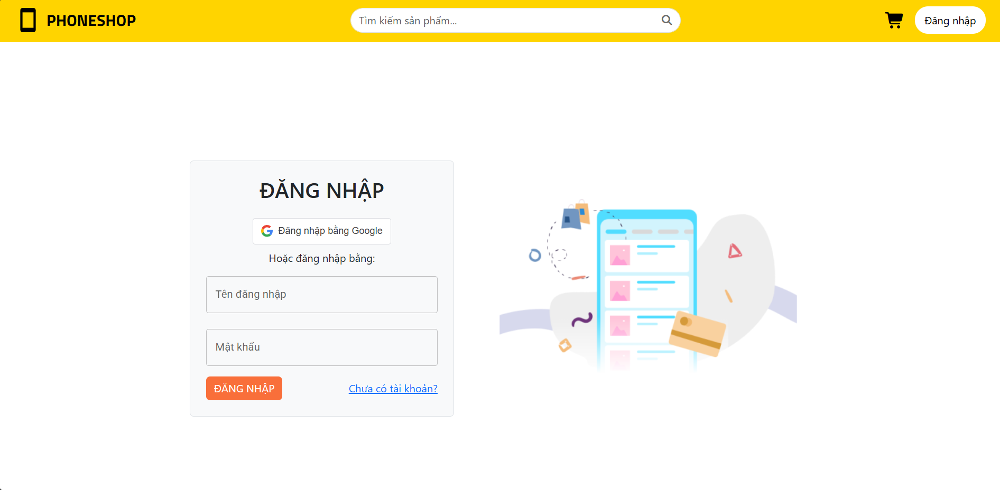 PHONESHOP
Tìm kiếm sản phẩm...
Đăng nhập
ĐĂNG NHẬP
Đăng nhập bằng Google
Hoặc đăng nhập bằng:
Tên đăng nhập
Mật khẩu
ĐĂNG NHẬP
Chưa có tài khoản?